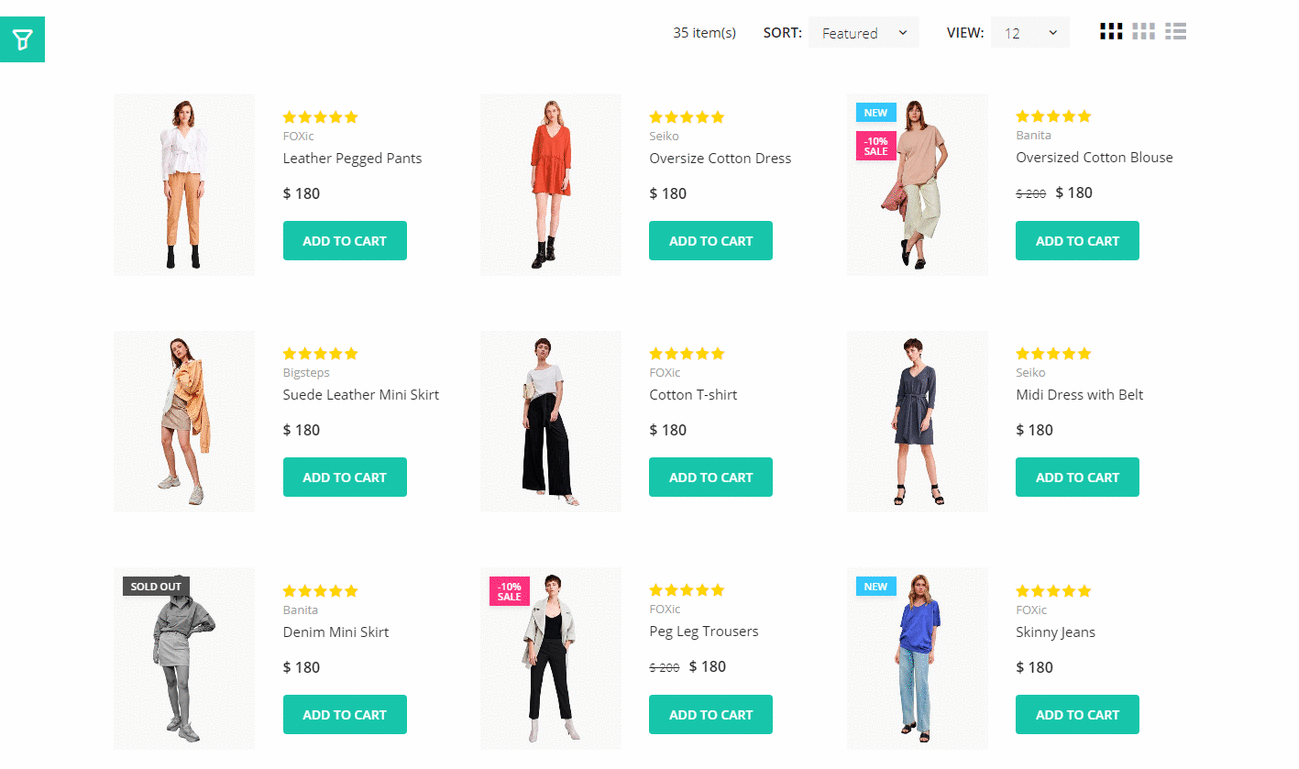 35 item(s) SORT: Featured VIEW: 12
FOXic
Leather Pegged Pants
$ 180
ADD TO CART
Seiko
Oversize Cotton Dress
$ 180
ADD TO CART
NEW
-10%
SALE
Banita
Oversized Cotton Blouse
$ 200 $ 180
ADD TO CART
Bigsteps
Suede Leather Mini Skirt
$ 180
ADD TO CART
FOXic
Cotton T-shirt
$ 180
ADD TO CART
Seiko
Midi Dress with Belt
$ 180
ADD TO CART
SOLD OUT
Banita
Denim Mini Skirt
$ 180
ADD TO CART
-10%
SALE
FOXic
Peg Leg Trousers
$ 200 $ 180
ADD TO CART
NEW
FOXic
Skinny Jeans
$ 180
ADD TO CART